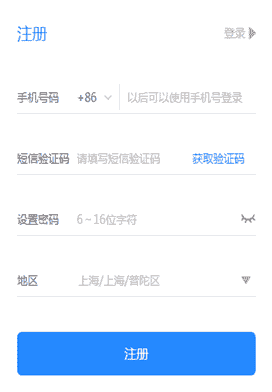 注册 登录
手机号码 +86 以后可以使用手机号登录
短信验证码 请填写短信验证码 获取验证码
设置密码 6 ~ 16位字符
地区 上海/上海/普陀区
注册